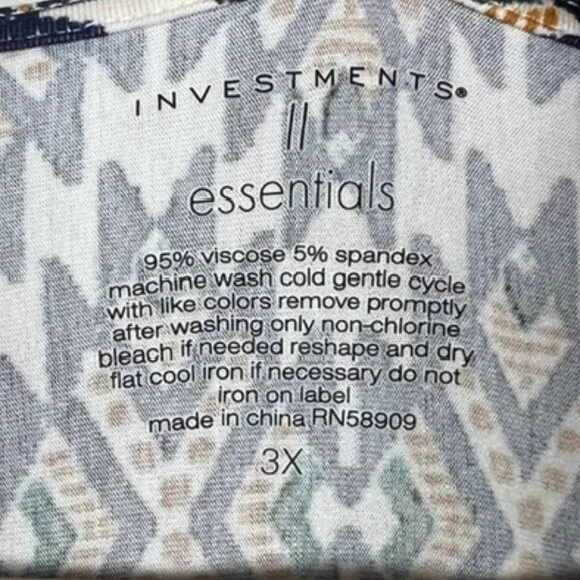 INVESTMENTS®
II
essentials
95% viscose 5% spandex
machine wash cold gentle cycle
with like colors remove promptly
after washing only non-chlorine
bleach if needed reshape and dry
flat cool iron if necessary do not
iron on label
made in china RN58909
3X